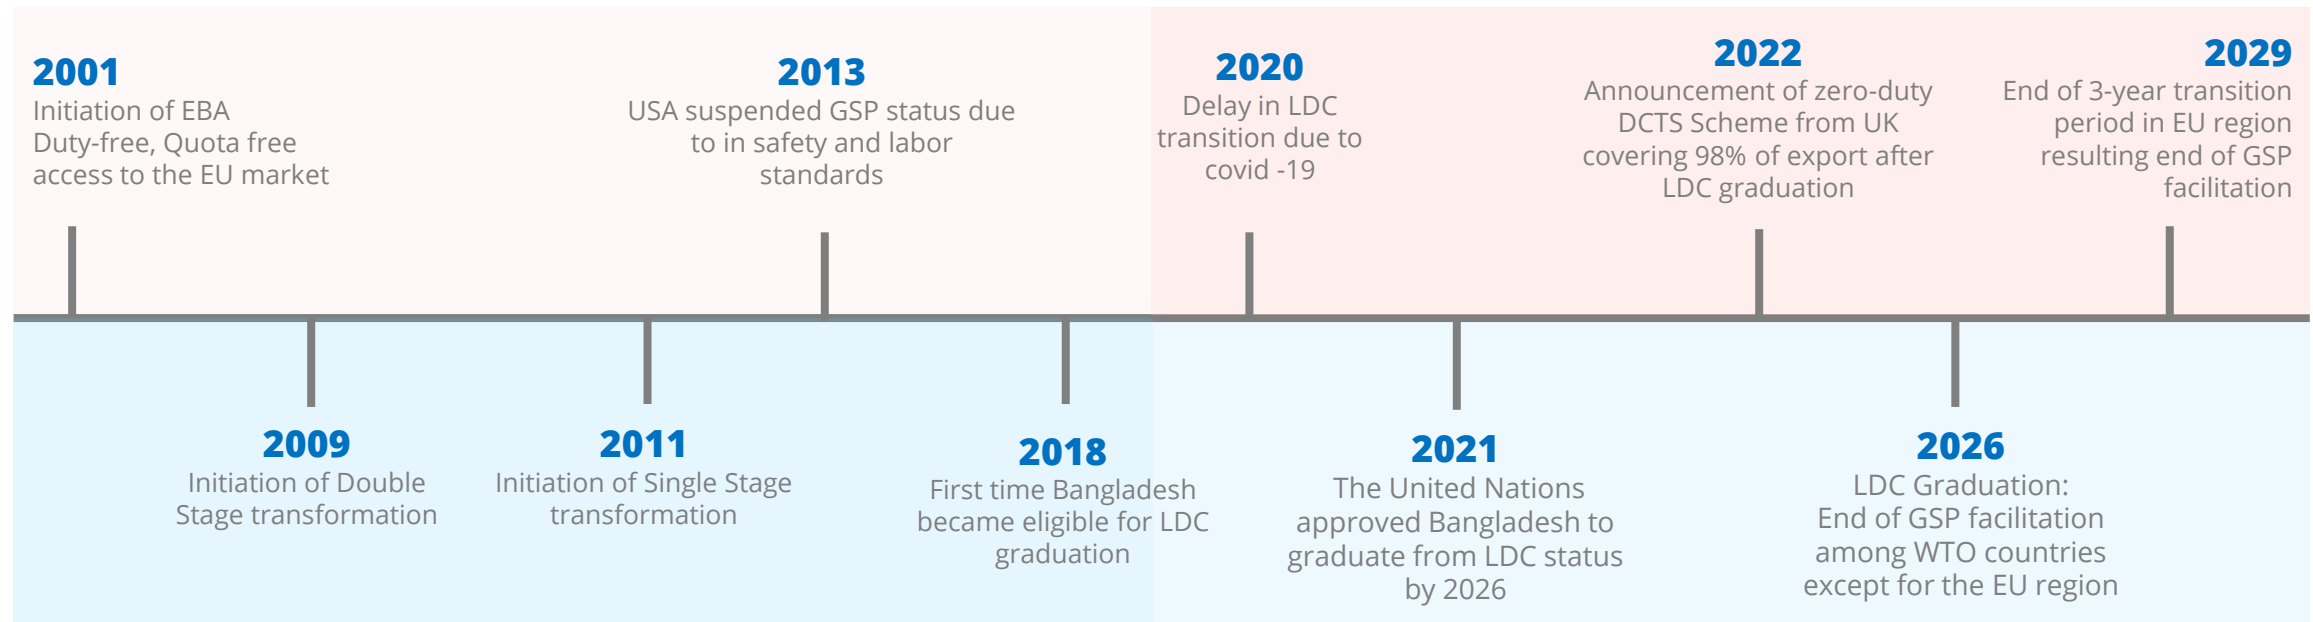 2001
Initiation of EBA
Duty-free, Quota free
access to the EU market
2013
USA suspended GSP status due
to in safety and labor
standards
2020
Delay in LDC
transition due to
covid -19
2022
Announcement of zero-duty
DCTS Scheme from UK
covering 98% of export after
LDC graduation
2029
End of 3-year transition
period in EU region
resulting end of GSP
facilitation
2009
Initiation of Double
Stage transformation
2011
Initiation of Single Stage
transformation
2018
First time Bangladesh
became eligible for LDC
graduation
2021
The United Nations
approved Bangladesh to
graduate from LDC status
by 2026
2026
LDC Graduation:
End of GSP facilitation
among WTO countries
except for the EU region